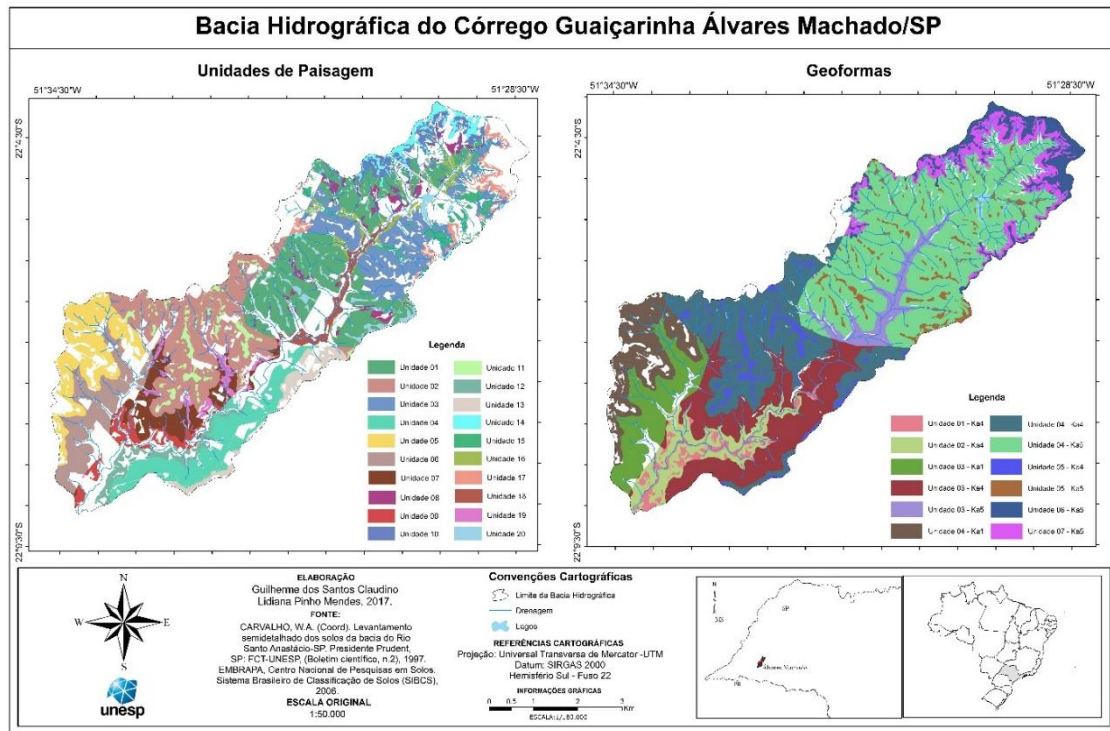 Bacia Hidrográfica do Córrego Guaiçarinha Álvares Machado/SP
Unidades de Paisagem
51°34'30"W
51°28'30"W
22°4'30"S
22°9'30"S
Legenda
Unidade 01
Unidade 02
Unidade 03
Unidade 04
Unidade 05
Unidade 06
Unidade 07
Unidade 08
Unidade 09
Unidade 10
Unidade 11
Unidade 12
Unidade 13
Unidade 14
Unidade 15
Unidade 16
Unidade 17
Unidade 18
Unidade 19
Unidade 20
Geoformas
51°34'30"W
51°28'30"W
22°4'30"S
22°9'30"S
Legenda
Unidade 01 - Ka4
Unidade 02 - Ka4
Unidade 03 - Ka1
Unidade 03 - Ka4
Unidade 03 - Ka5
Unidade 04 - Ka1
Unidade 04 - Ka4
Unidade 04 - Ka5
Unidade 05 - Ka4
Unidade 05 - Ka5
Unidade 06 - Ka5
Unidade 07 - Ka5
N
W
E
S
unesp
ELABORAÇÃO
Guilherme dos Santos Claudino
Lidiana Pinho Mendes, 2017.
FONTE:
CARVALHO, W.A. (Coord). Levantamento
semidetalhado dos solos da bacia do Rio
Santo Anastácio-SP. Presidente Prudent,
SP: FCT-UNESP, (Boletim científico, n.2), 1997.
EMBRAPA, Centro Nacional de Pesquisas em Solos.
Sistema Brasileiro de Classificação de Solos (SIBCS),
2006.
ESCALA ORIGINAL
1:50.000
Convenções Cartográficas
Limite da Bacia Hidrográfica
Drenagem
Lagos
REFERÊNCIAS CARTOGRÁFICAS
Projeção: Universal Transversa de Mercator -UTM
Datum: SIRGAS 2000
Hemisfério Sul - Fuso 22
INFORMAÇÕES GRÁFICAS
0 0.5 1 2 3
Km
SP
Álvares Machado